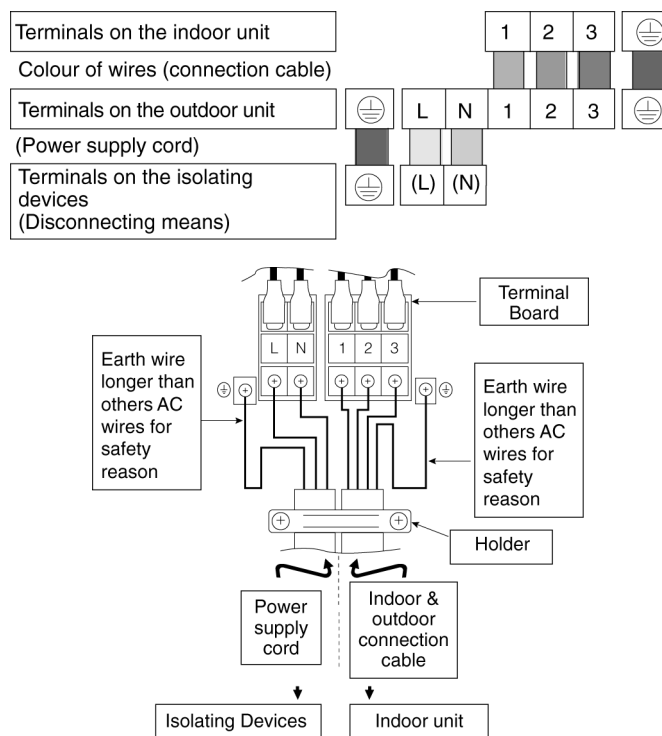 Terminals on the indoor unit
1 2 3
Colour of wires (connection cable)
Terminals on the outdoor unit
L N 1 2 3
(Power supply cord)
Terminals on the isolating
devices
(Disconnecting means)
(L) (N)
Terminal
Board
L N 1 2 3
Earth wire
longer than
others AC
wires for
safety
reason
Earth wire
longer than
others AC
wires for
safety
reason
Holder
Power
supply
cord
Indoor &
outdoor
connection
cable
Isolating Devices
Indoor unit